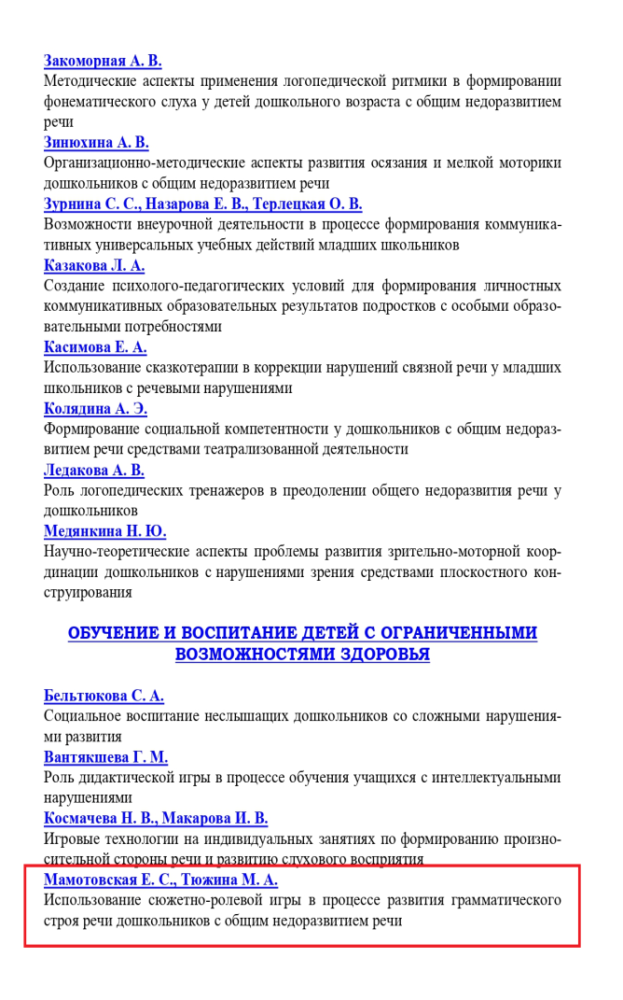 Закоморная А. В.
Методические аспекты применения логопедической ритмики в формировании
фонематического слуха у детей дошкольного возраста с общим недоразвитием
речи
Зинюхина А. В.
Организационно-методические аспекты развития осязания и мелкой моторики
дошкольников с общим недоразвитием речи
Зурнина С. С., Назарова Е. В., Терлецкая О. В.
Возможности внеурочной деятельности в процессе формирования коммуника-
тивных универсальных учебных действий младших школьников
Казакова Л. А.
Создание психолого-педагогических условий для формирования личностных
коммуникативных образовательных результатов подростков с особыми образо-
вательными потребностями
Касимова Е. А.
Использование сказкотерапии в коррекции нарушений связной речи у младших
школьников с речевыми нарушениями
Колядина А. Э.
Формирование социальной компетентности у дошкольников с общим недораз-
витием речи средствами театрализованной деятельности
Ледакова А. В.
Роль логопедических тренажеров в преодолении общего недоразвития речи у
дошкольников
Медянкина Н. Ю.
Научно-теоретические аспекты проблемы развития зрительно-моторной коор-
динации дошкольников с нарушениями зрения средствами плоскостного кон-
струирования
ОБУЧЕНИЕ И ВОСПИТАНИЕ ДЕТЕЙ С ОГРАНИЧЕННЫМИ
ВОЗМОЖНОСТЯМИ ЗДОРОВЬЯ
Бельтюкова С. А.
Социальное воспитание неслышащих дошкольников со сложными нарушения-
ми развития
Вантякшева Г. М.
Роль дидактической игры в процессе обучения учащихся с интеллектуальными
нарушениями
Космачева Н. В., Макарова И. В.
Игровые технологии на индивидуальных занятиях по формированию произно-
сительной стороны речи и развитию слухового восприятия
Мамотовская Е. С., Тюжина М. А.
Использование сюжетно-ролевой игры в процессе развития грамматического
строя речи дошкольников с общим недоразвитием речи